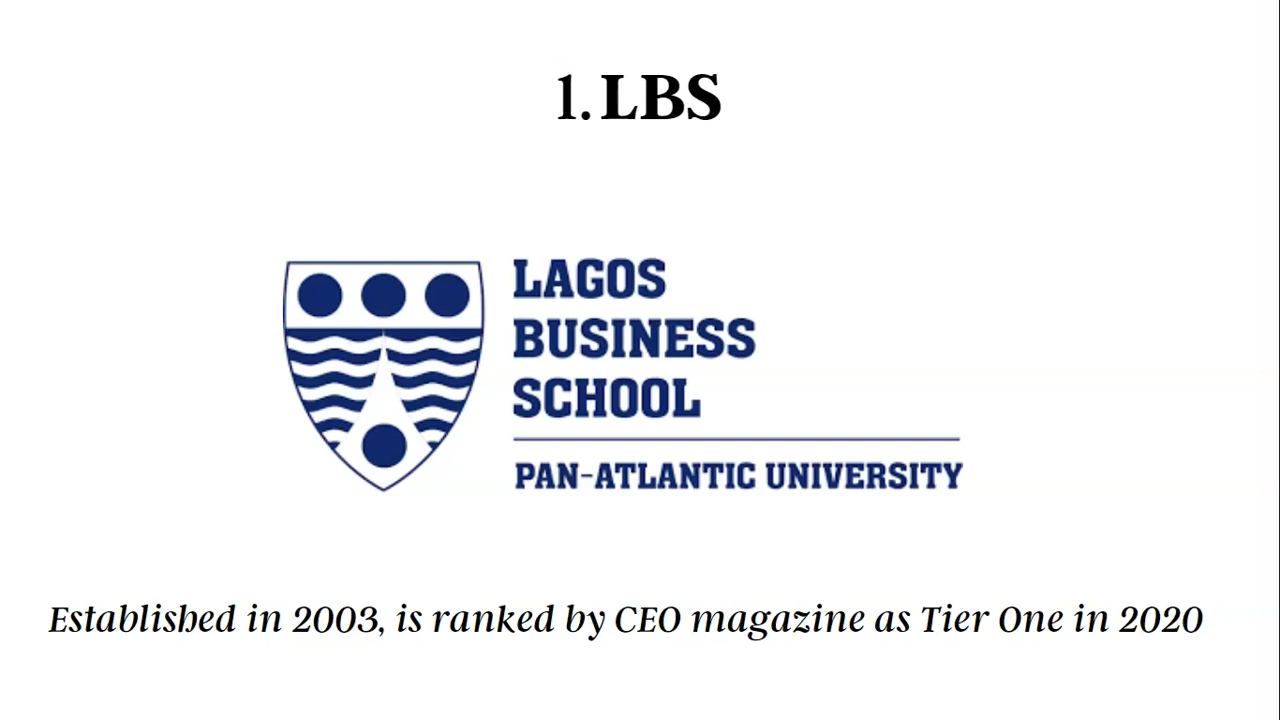 1. LBS
LAGOS
BUSINESS
SCHOOL
PAN-ATLANTIC UNIVERSITY
Established in 2003, is ranked by CEO magazine as Tier One in 2020